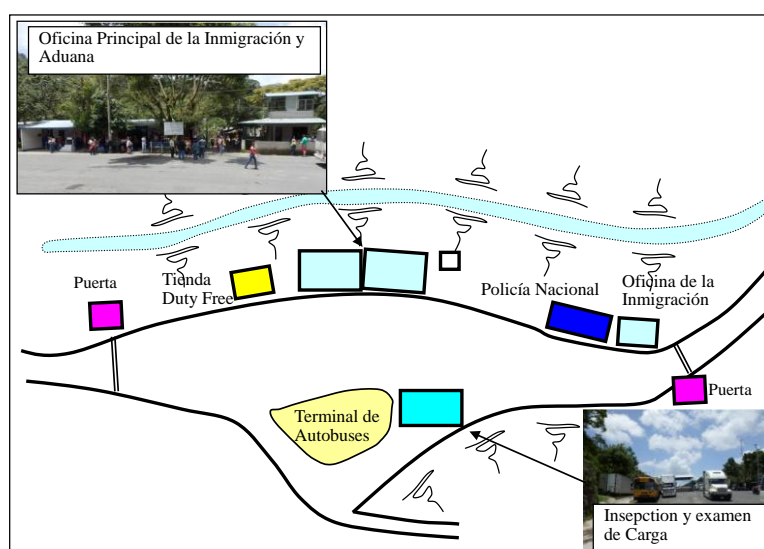 Oficina Principal de la Inmigración y
Aduana
Puerta
Tienda
Duty Free
Policía Nacional
Oficina de la
Inmigración
Puerta
Terminal de
Autobuses
Insepction y examen
de Carga